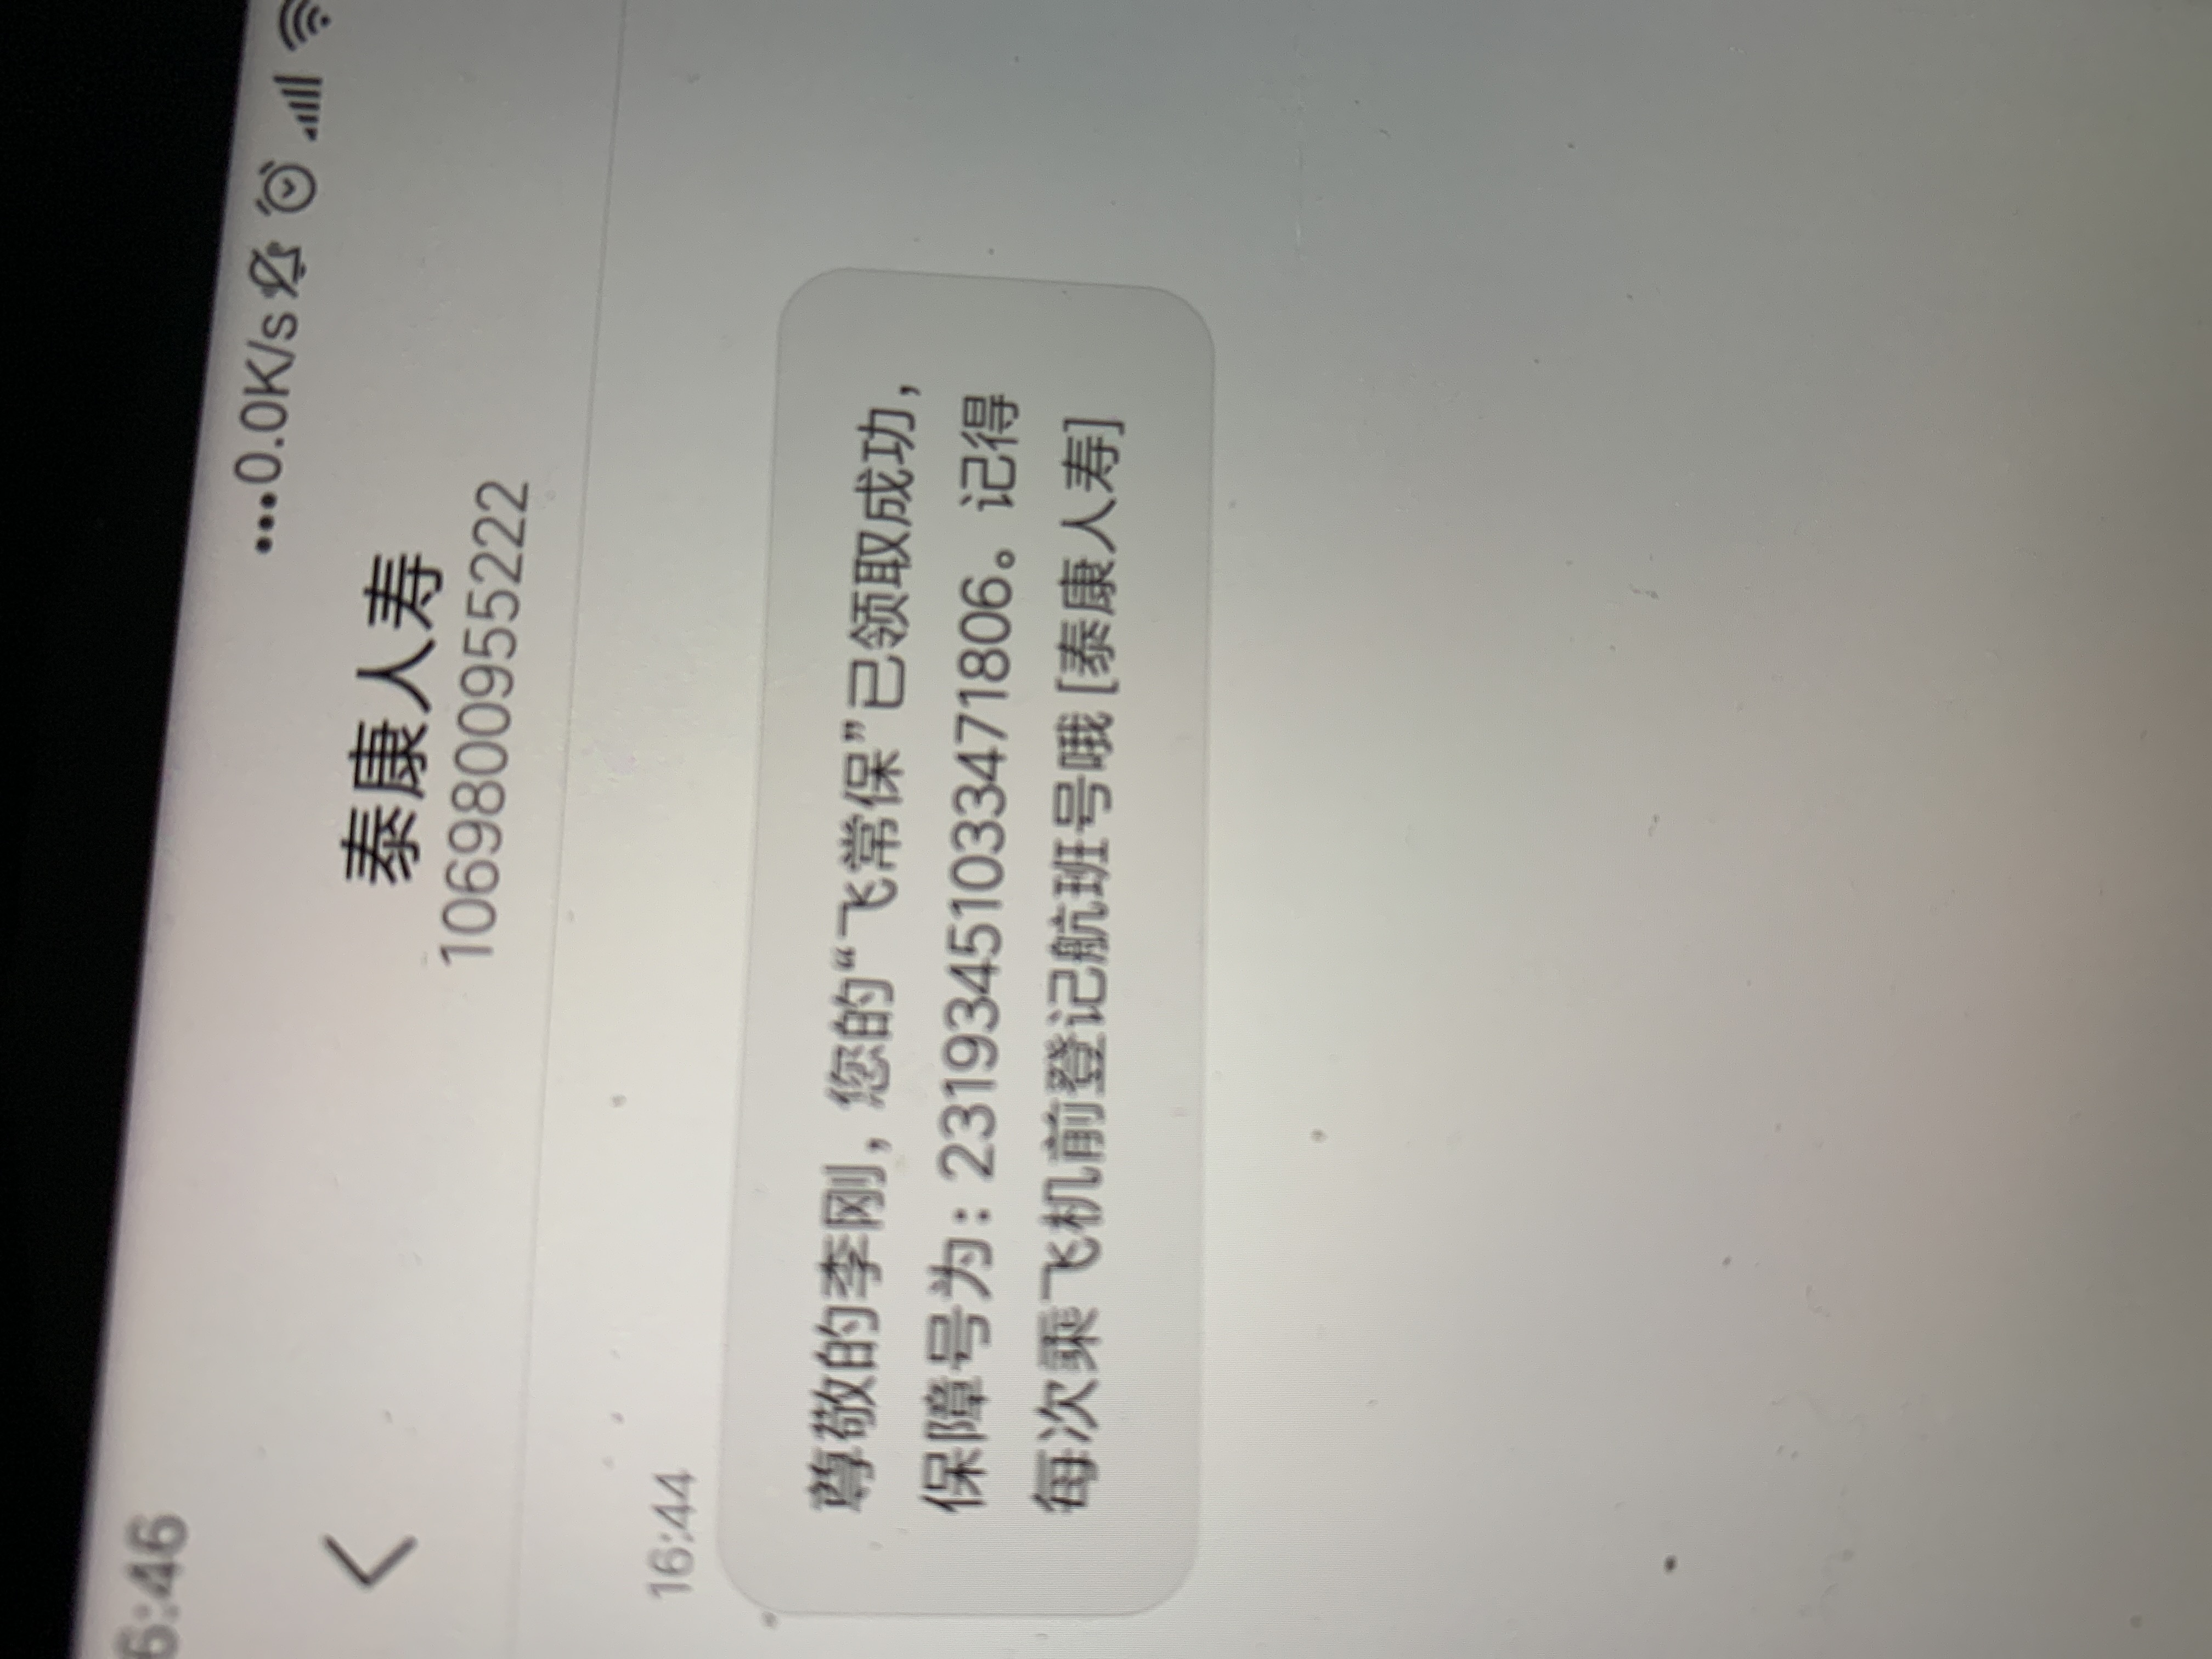 6:46
...0.0K/s
泰康人寿
1069800955222
16:44
尊敬的李刚，您的“飞常保”已领取成功，
保障号为：23193451033471806。记得
每次乘飞机前登记航班号哦[泰康人寿]